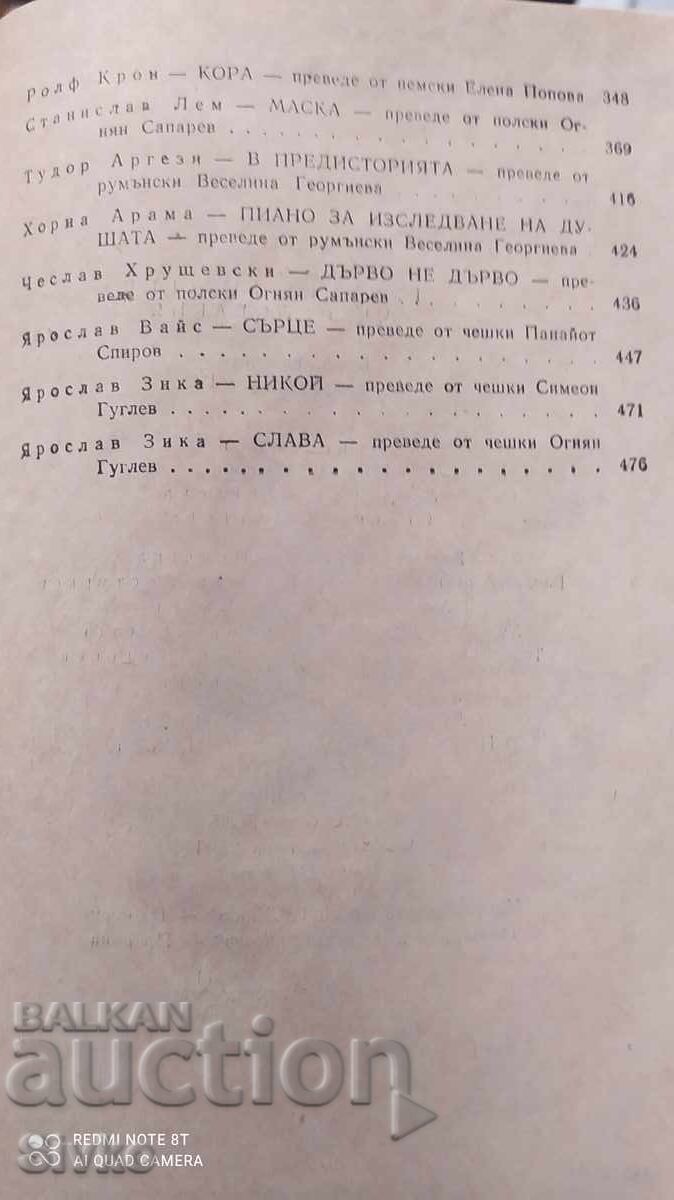 Ролф Крон — КОРА — преведе от немски Елена Попова 348
Станислав Лем — МАСКА — преведе от полски Ог-
нян Сапарев . . . . . . . . . . . . . . . 369
Тудор Аргези — В ПРЕДИСТОРИЯТА — преведе от
румънски Веселина Георгиева . . . . . . . 416
Хориа Арама — ПИАНО ЗА ИЗСЛЕДВАНЕ НА ДУ-
ШАТА — преведе от румънски Веселина Георгиева 424
Чеслав Хрушевски — ДЪРВО НЕ ДЪРВО — пре-
веде от полски Огнян Сапарев . . . . . . . 436
Ярослав Вайс — СЪРЦЕ — преведе от чешки Панайот
Спиров . . . . . . . . . . . . . . . . . 447
Ярослав Зика — НИКОЙ — преведе от чешки Симеон
Гуглев . . . . . . . . . . . . . . . . . 471
Ярослав Зика — СЛАВА — преведе от чешки Огнян
Гуглев . . . . . . . . . . . . . . . . . 476
BALKAN
auction
REDMI NOTE 8T
AI QUAD CAMERA